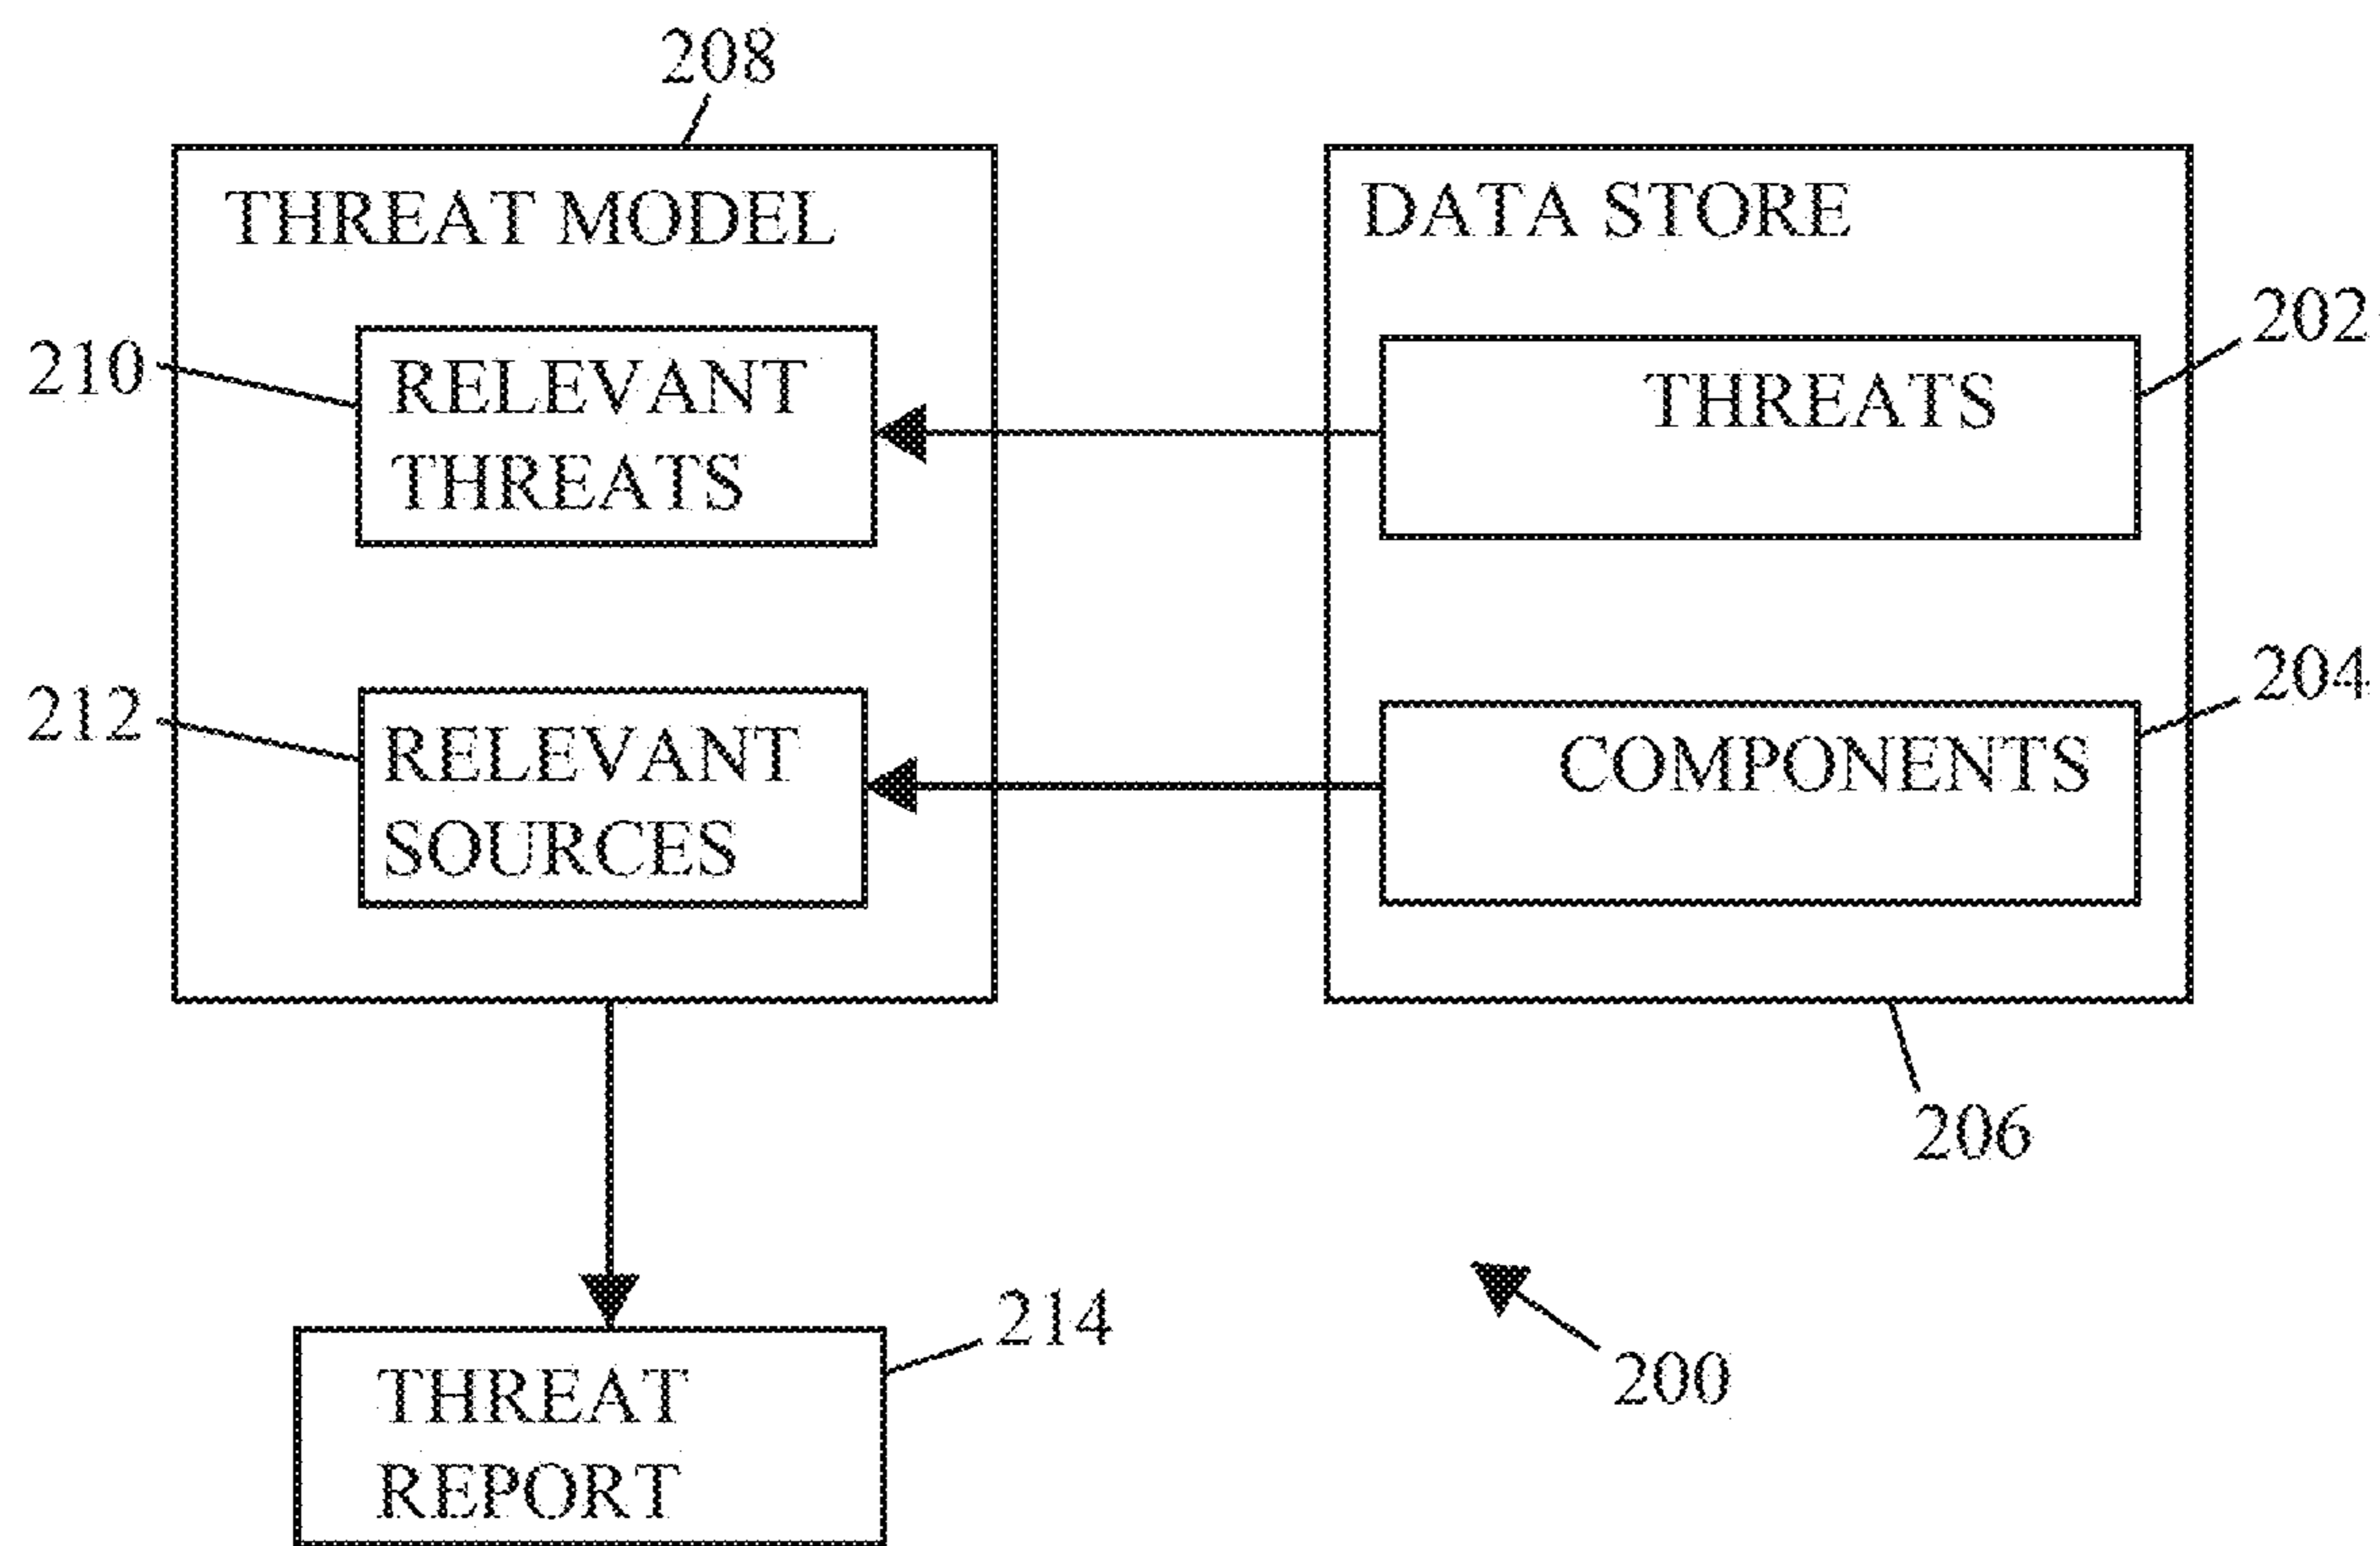 208
THREAT MODEL
DATA STORE
202
210
RELEVANT
THREATS
THREATS
204
212
RELEVANT
SOURCES
COMPONENTS
206
214
THREAT
REPORT
200